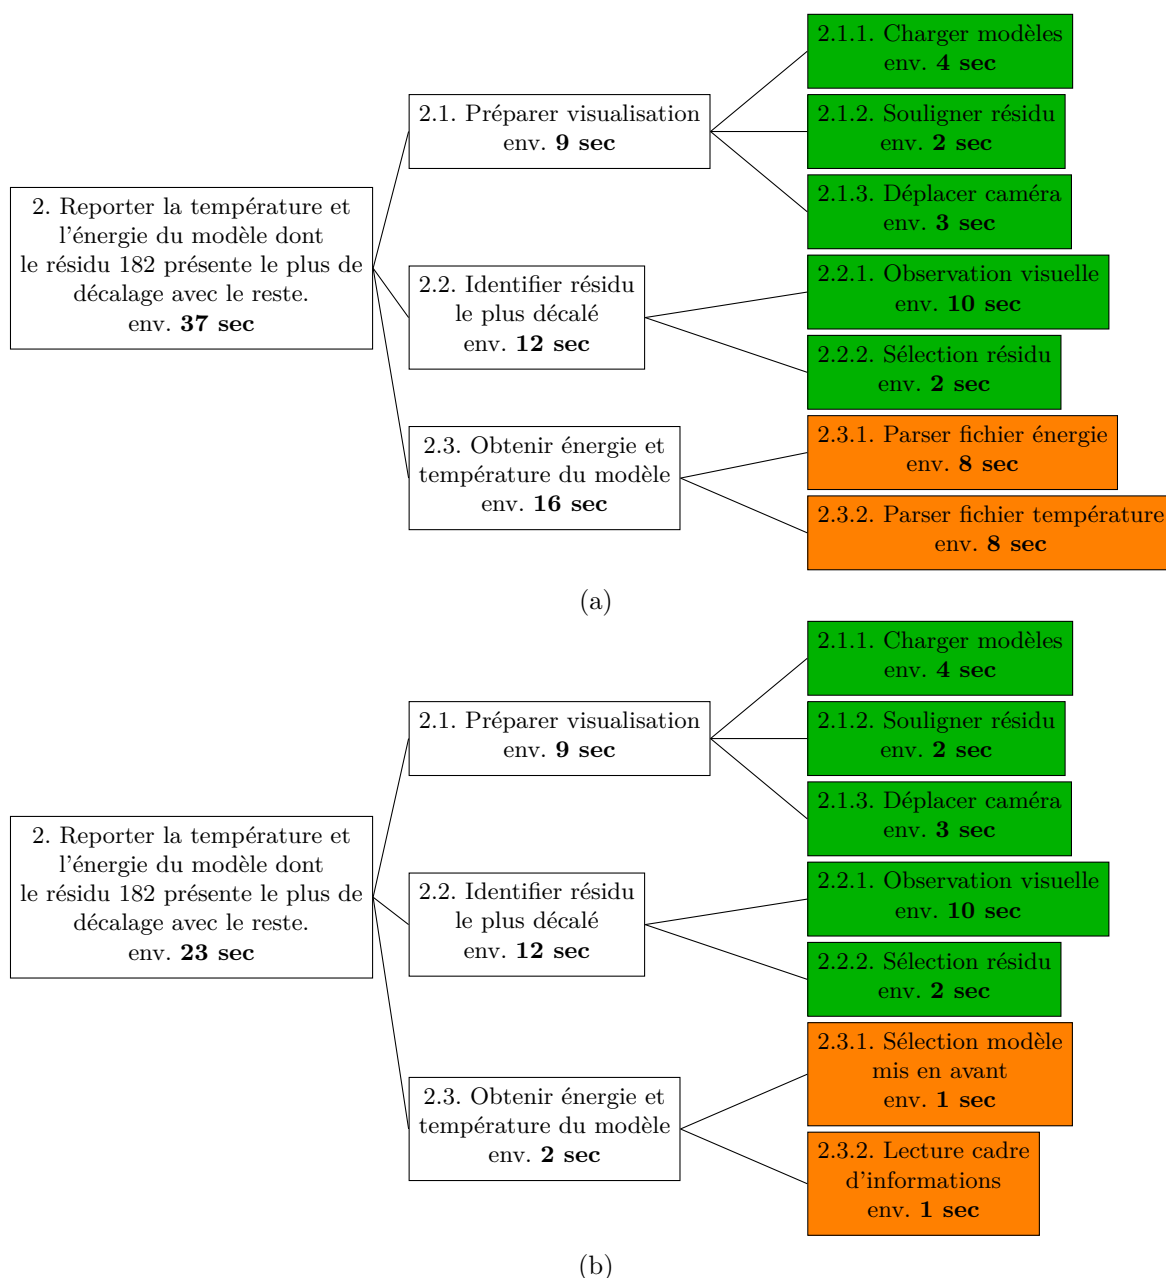 2. Reporter la température et
l'énergie du modèle dont
le résidu 182 présente le plus de
décalage avec le reste.
env. 37 sec
2.1. Préparer visualisation
env. 9 sec
2.1.1. Charger modèles
env. 4 sec
2.1.2. Souligner résidu
env. 2 sec
2.1.3. Déplacer caméra
env. 3 sec
2.2. Identifier résidu
le plus décalé
env. 12 sec
2.2.1. Observation visuelle
env. 10 sec
2.2.2. Sélection résidu
env. 2 sec
2.3. Obtenir énergie et
température du modèle
env. 16 sec
2.3.1. Parser fichier énergie
env. 8 sec
2.3.2. Parser fichier température
env. 8 sec
(a)
2. Reporter la température et
l'énergie du modèle dont
le résidu 182 présente le plus de
décalage avec le reste.
env. 23 sec
2.1. Préparer visualisation
env. 9 sec
2.1.1. Charger modèles
env. 4 sec
2.1.2. Souligner résidu
env. 2 sec
2.1.3. Déplacer caméra
env. 3 sec
2.2. Identifier résidu
le plus décalé
env. 12 sec
2.2.1. Observation visuelle
env. 10 sec
2.2.2. Sélection résidu
env. 2 sec
2.3. Obtenir énergie et
température du modèle
env. 2 sec
2.3.1. Sélection modèle
mis en avant
env. 1 sec
2.3.2. Lecture cadre
d'informations
env. 1 sec
(b)